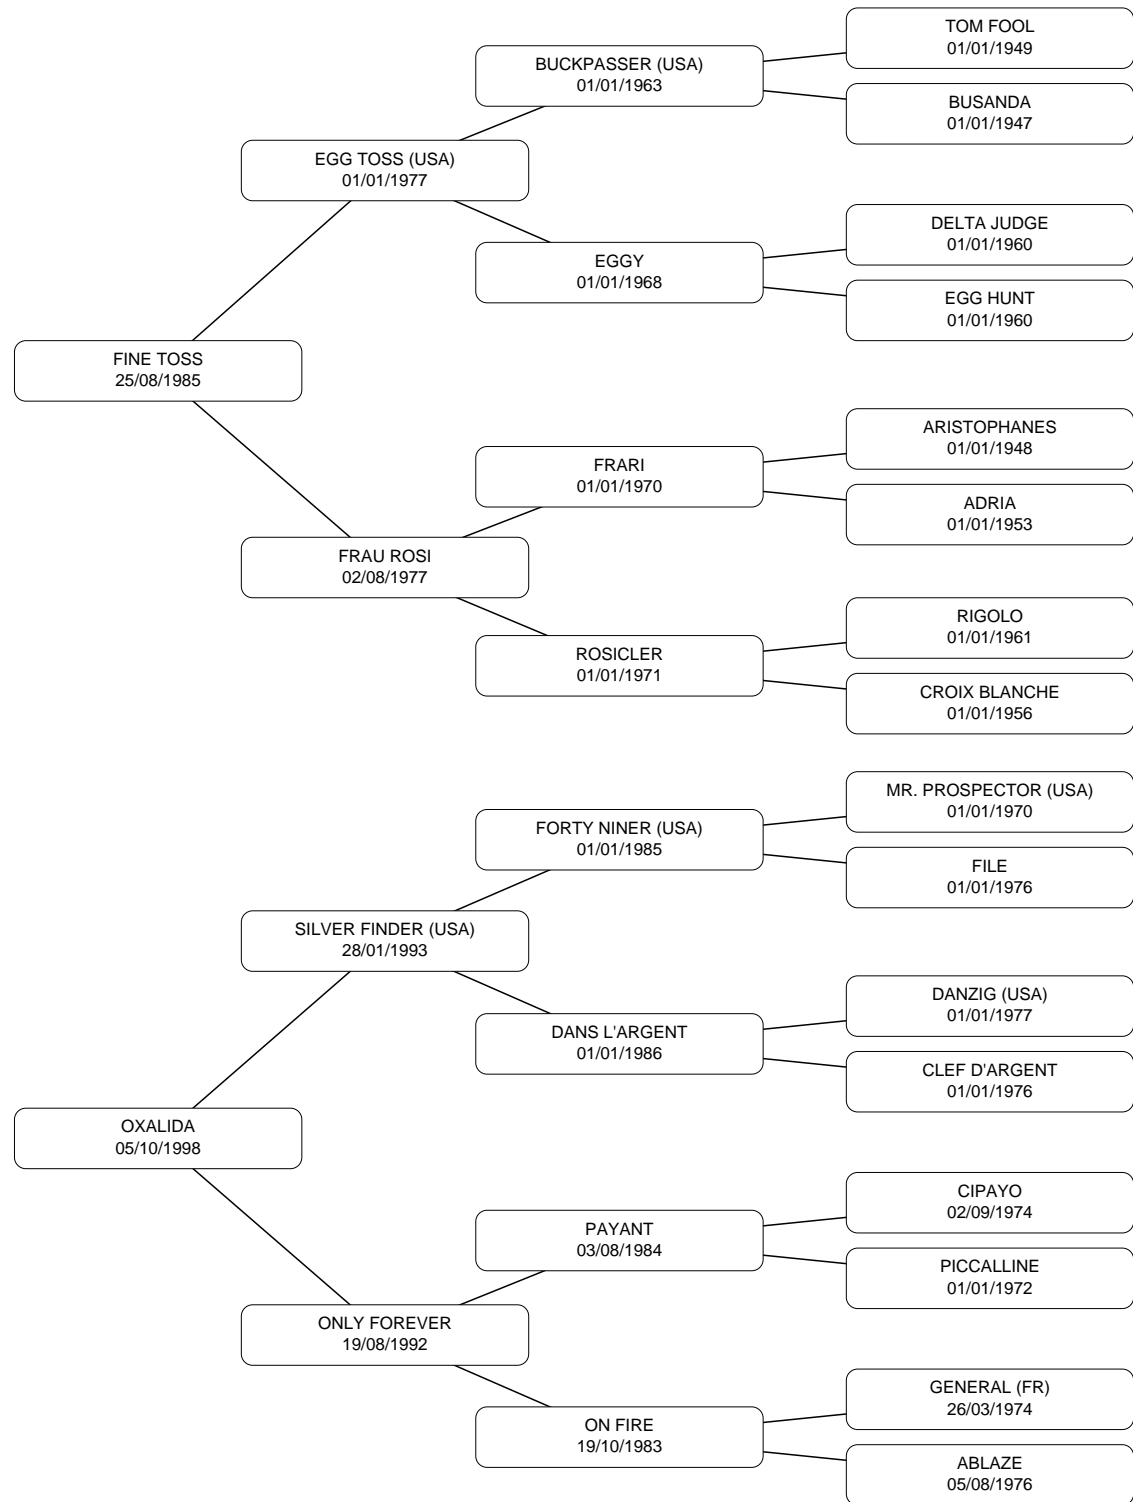 TOM FOOL
01/01/1949
BUCKPASSER (USA)
01/01/1963
BUSANDA
01/01/1947
EGG TOSS (USA)
01/01/1977
DELTA JUDGE
01/01/1960
EGGY
01/01/1968
EGG HUNT
01/01/1960
FINE TOSS
25/08/1985
ARISTOPHANES
01/01/1948
FRARI
01/01/1970
ADRIA
01/01/1953
FRAU ROSI
02/08/1977
RIGOLO
01/01/1961
ROSICLER
01/01/1971
CROIX BLANCHE
01/01/1956
MR. PROSPECTOR (USA)
01/01/1970
FORTY NINER (USA)
01/01/1985
FILE
01/01/1976
SILVER FINDER (USA)
28/01/1993
DANZIG (USA)
01/01/1977
DANS L'ARGENT
01/01/1986
CLEF D'ARGENT
01/01/1976
OXALIDA
05/10/1998
CIPAYO
02/09/1974
PAYANT
03/08/1984
PICCALLINE
01/01/1972
ONLY FOREVER
19/08/1992
GENERAL (FR)
26/03/1974
ON FIRE
19/10/1983
ABLAZE
05/08/1976